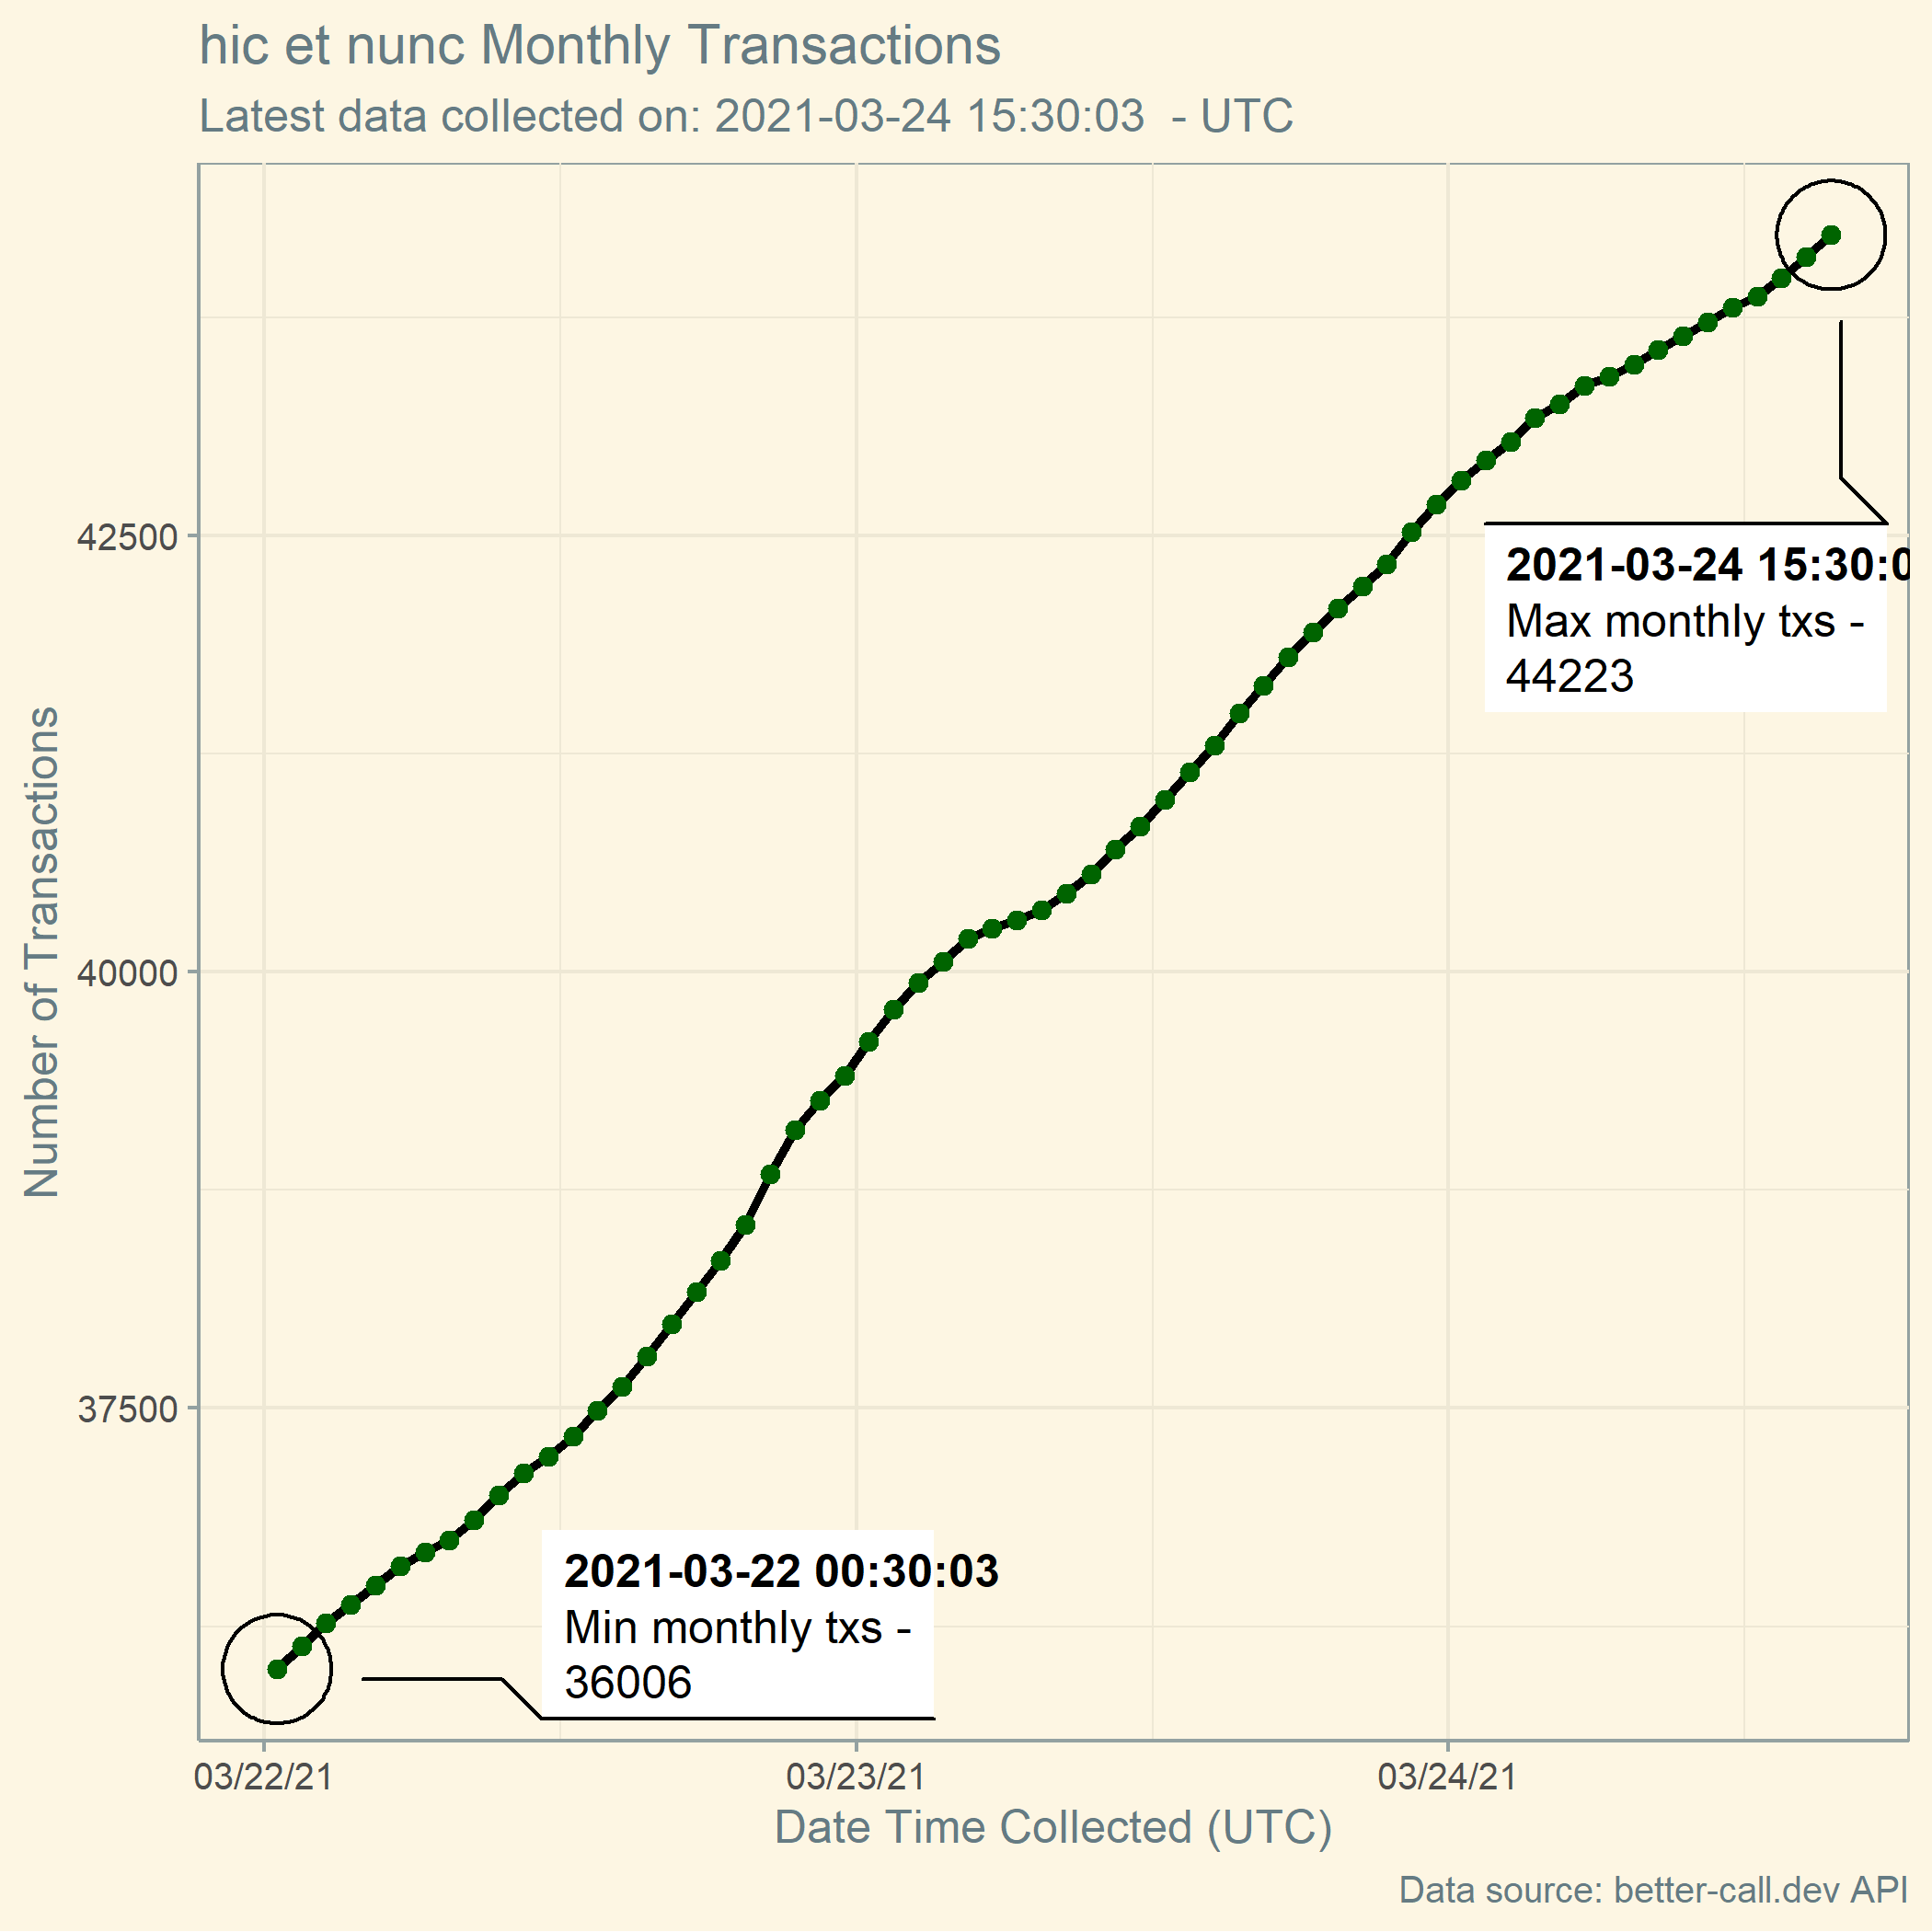 hic et nunc Monthly Transactions
Latest data collected on: 2021-03-24 15:30:03  - UTC
Number of Transactions
42500
40000
37500
2021-03-24 15:30:0
Max monthly txs -
44223
2021-03-22 00:30:03
Min monthly txs -
36006
03/22/21
03/23/21
03/24/21
Date Time Collected (UTC)
Data source: better-call.dev API